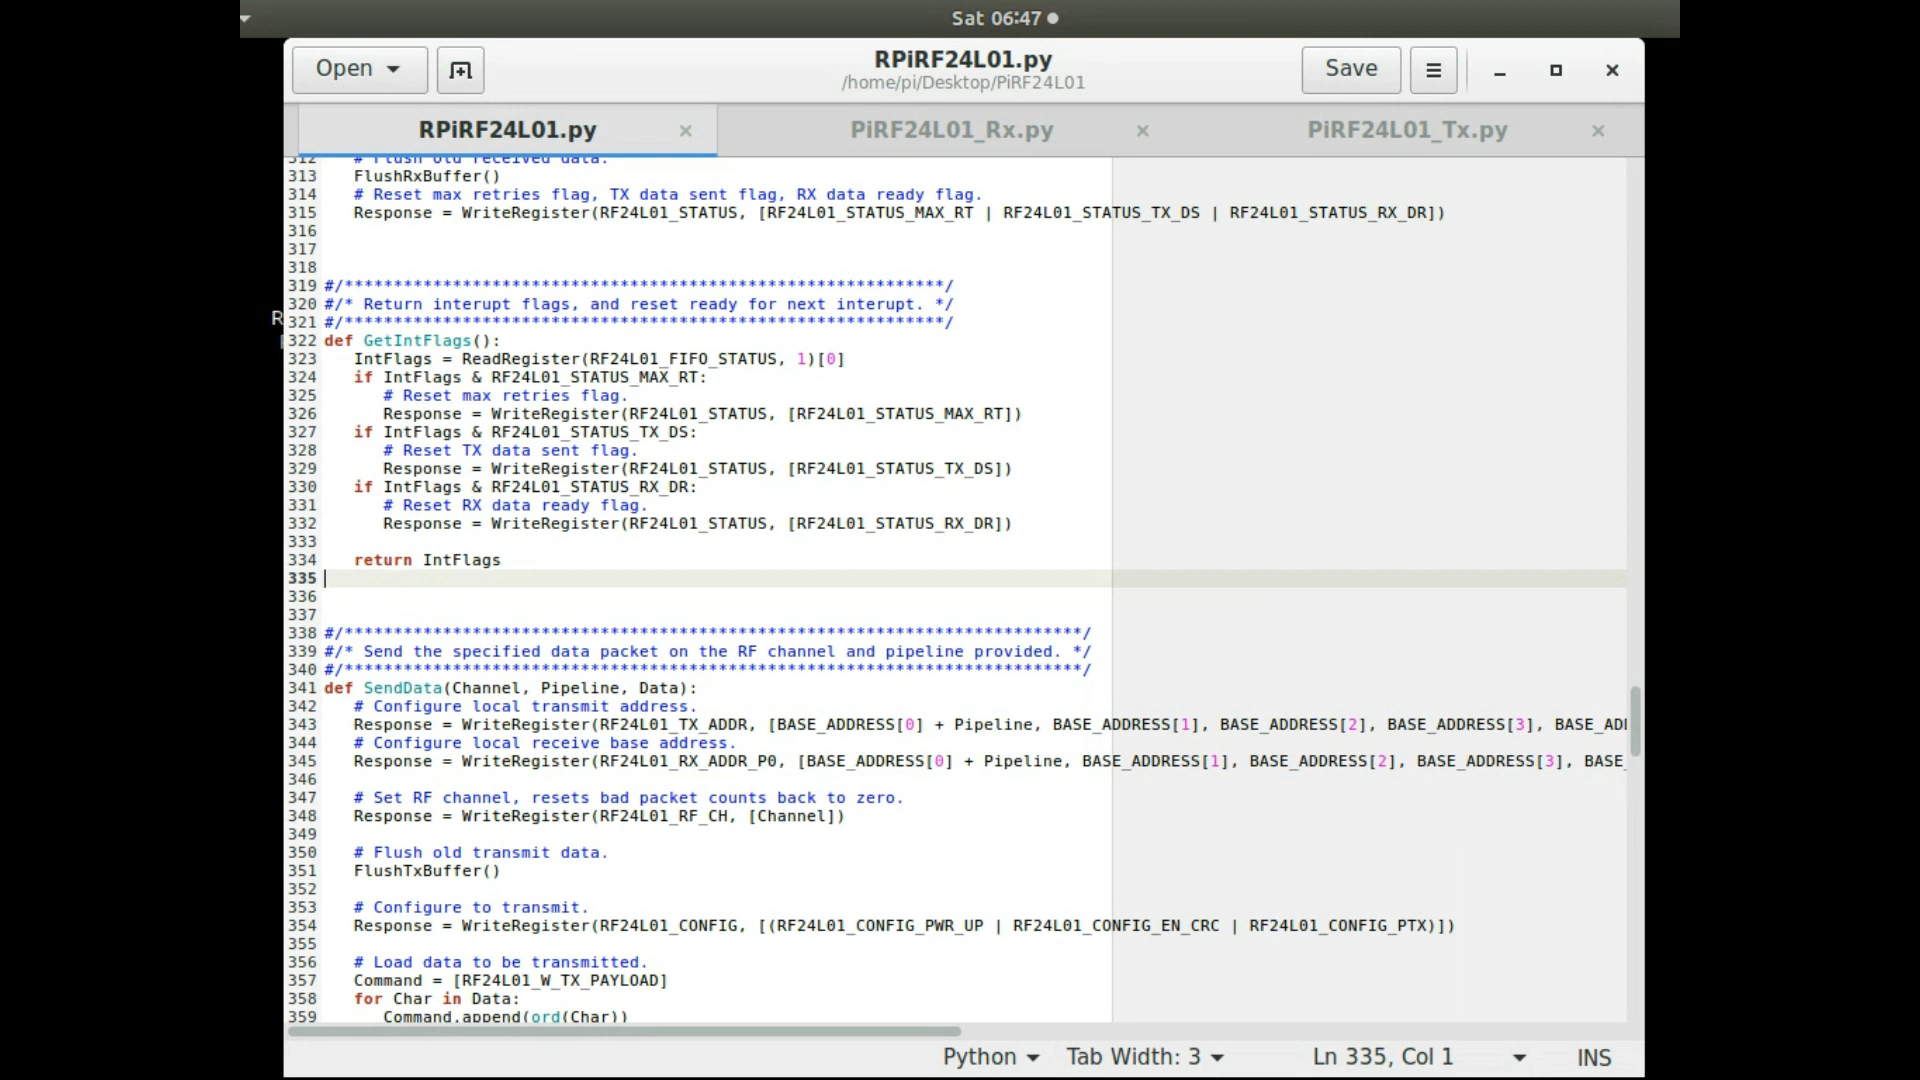 Sat 06:47
Open
RPiRF24L01.py
/home/pi/Desktop/PiRF24L01
Save
RPiRF24L01.py
PiRF24L01_Rx.py
PiRF24L01_Tx.py
312 # Flush old received data.
313 FlushRxBuffer()
314 # Reset max retries flag, TX data sent flag, RX data ready flag.
315 Response = WriteRegister(RF24L01_STATUS, [RF24L01_STATUS_MAX_RT | RF24L01_STATUS_TX_DS | RF24L01_STATUS_RX_DR])
316
317
318
319 #/*************************************************************/
320 #/* Return interupt flags, and reset ready for next interupt. */
321 #/*************************************************************/
322 def GetIntFlags():
323 IntFlags = ReadRegister(RF24L01_FIFO_STATUS, 1)[0]
324 if IntFlags & RF24L01_STATUS_MAX_RT:
325 # Reset max retries flag.
326 Response = WriteRegister(RF24L01_STATUS, [RF24L01_STATUS_MAX_RT])
327 if IntFlags & RF24L01_STATUS_TX_DS:
328 # Reset TX data sent flag.
329 Response = WriteRegister(RF24L01_STATUS, [RF24L01_STATUS_TX_DS])
330 if IntFlags & RF24L01_STATUS_RX_DR:
331 # Reset RX data ready flag.
332 Response = WriteRegister(RF24L01_STATUS, [RF24L01_STATUS_RX_DR])
333
334 return IntFlags
335
336
337
338 #/***************************************************************************/
339 #/* Send the specified data packet on the RF channel and pipeline provided. */
340 #/***************************************************************************/
341 def SendData(Channel, Pipeline, Data):
342 # Configure local transmit address.
343 Response = WriteRegister(RF24L01_TX_ADDR, [BASE_ADDRESS[0] + Pipeline, BASE_ADDRESS[1], BASE_ADDRESS[2], BASE_ADDRESS[3], BASE_AD
344 # Configure local receive base address.
345 Response = WriteRegister(RF24L01_RX_ADDR_P0, [BASE_ADDRESS[0] + Pipeline, BASE_ADDRESS[1], BASE_ADDRESS[2], BASE_ADDRESS[3], BASE_
346
347 # Set RF channel, resets bad packet counts back to zero.
348 Response = WriteRegister(RF24L01_RF_CH, [Channel])
349
350 # Flush old transmit data.
351 FlushTxBuffer()
352
353 # Configure to transmit.
354 Response = WriteRegister(RF24L01_CONFIG, [(RF24L01_CONFIG_PWR_UP | RF24L01_CONFIG_EN_CRC | RF24L01_CONFIG_PTX)])
355
356 # Load data to be transmitted.
357 Command = [RF24L01_W_TX_PAYLOAD]
358 for Char in Data:
359 Command.append(ord(Char))
Python
Tab Width: 3
Ln 335, Col 1
INS